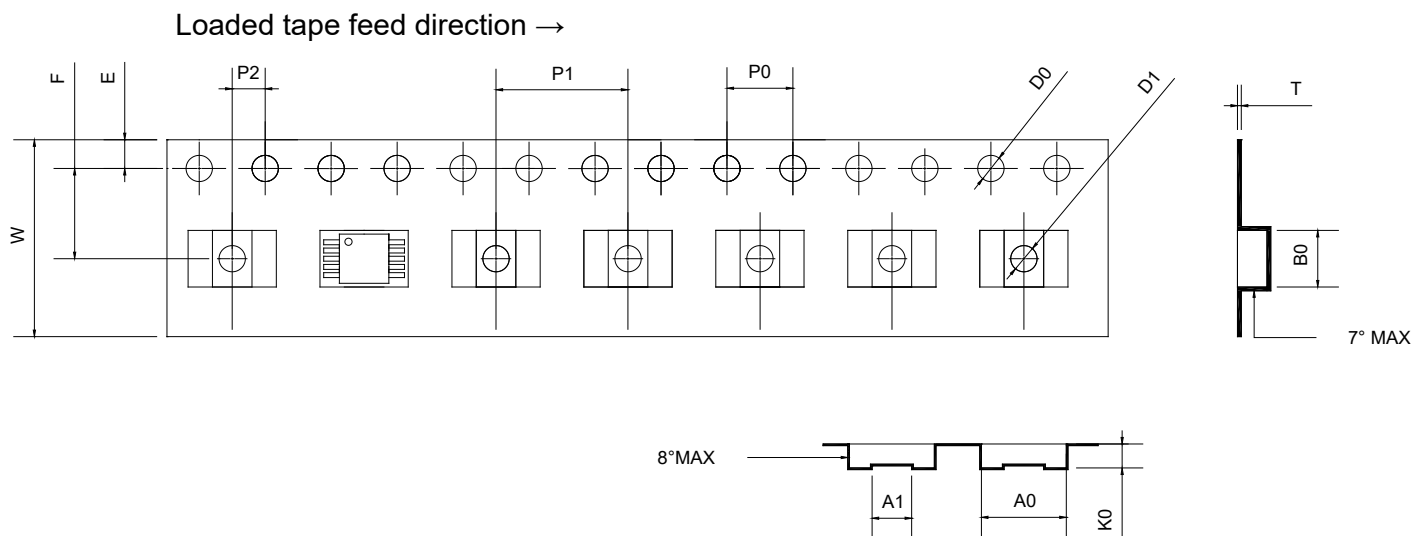 Loaded tape feed direction →
F
E
P2
P1
P0
D0
D1
T
W
B0
7° MAX
8°MAX
A1
A0
K0